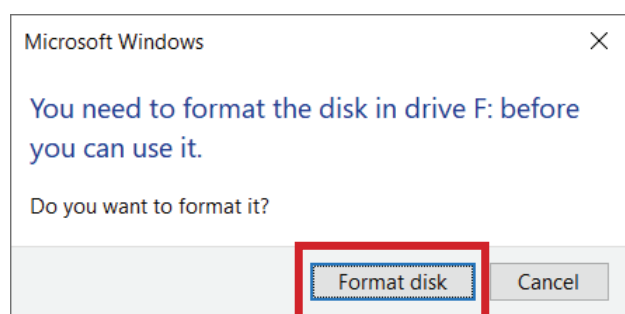 Microsoft Windows
You need to format the disk in drive F: before
you can use it.
Do you want to format it?
Format disk
Cancel